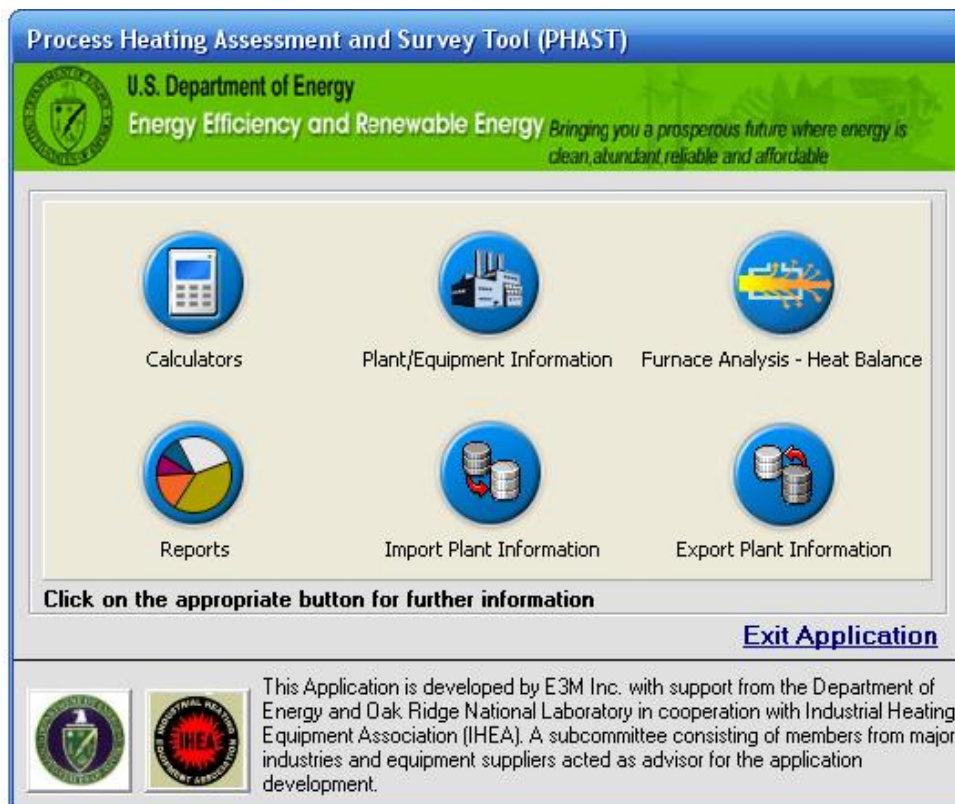 Process Heating Assessment and Survey Tool (PHAST)
U.S. Department of Energy
Energy Efficiency and Renewable Energy
Bringing you a prosperous future where energy is
clean,abundant,reliable and affordable
Calculators
Plant/Equipment Information
Furnace Analysis - Heat Balance
Reports
Import Plant Information
Export Plant Information
Click on the appropriate button for further information
Exit Application
INDUSTRIAL HEATING
IHEA
EQUIPMENT ASSOCIATION
This Application is developed by E3M Inc. with support from the Department of
Energy and Oak Ridge National Laboratory in cooperation with Industrial Heating
Equipment Association (IHEA). A subcommittee consisting of members from major
industries and equipment suppliers acted as advisor for the application
development.